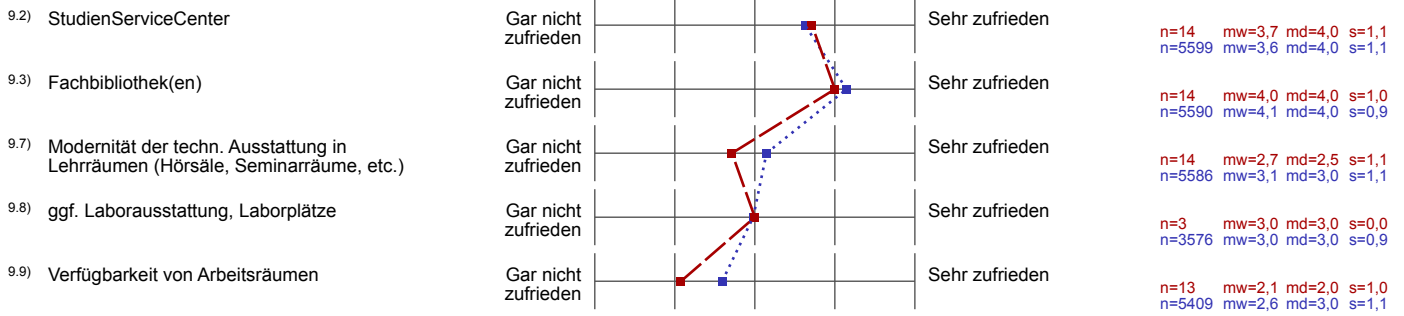 9.2) StudienServiceCenter Gar nicht zufrieden Sehr zufrieden
n=14 mw=3,7 md=4,0 s=1,1
n=5599 mw=3,6 md=4,0 s=1,1
9.3) Fachbibliothek(en) Gar nicht zufrieden Sehr zufrieden
n=14 mw=4,0 md=4,0 s=1,0
n=5590 mw=4,1 md=4,0 s=0,9
9.7) Modernität der techn. Ausstattung in
Lehrräumen (Hörsäle, Seminarräume, etc.) Gar nicht zufrieden Sehr zufrieden
n=14 mw=2,7 md=2,5 s=1,1
n=5586 mw=3,1 md=3,0 s=1,1
9.8) ggf. Laborausstattung, Laborplätze Gar nicht zufrieden Sehr zufrieden
n=3 mw=3,0 md=3,0 s=0,0
n=3576 mw=3,0 md=3,0 s=0,9
9.9) Verfügbarkeit von Arbeitsräumen Gar nicht zufrieden Sehr zufrieden
n=13 mw=2,1 md=2,0 s=1,0
n=5409 mw=2,6 md=3,0 s=1,1